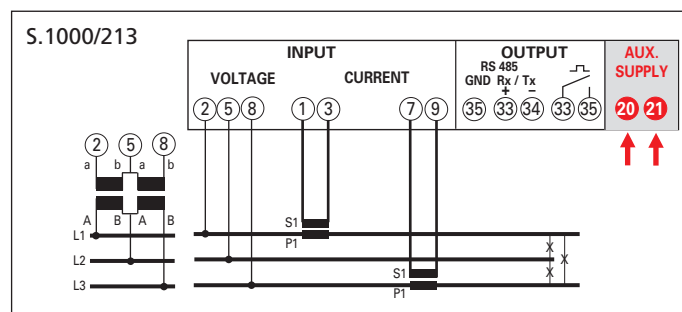 S.1000/213
INPUT
OUTPUT
AUX.
SUPPLY
VOLTAGE
CURRENT
RS 485
GND Rx / Tx
+ −
2 5 8 1 3 7 9 35 33 34 33 35 20 21
2 5 8
a b a b
A B A B
S1
P1
L1
L2
L3
S1
P1
X
X
X